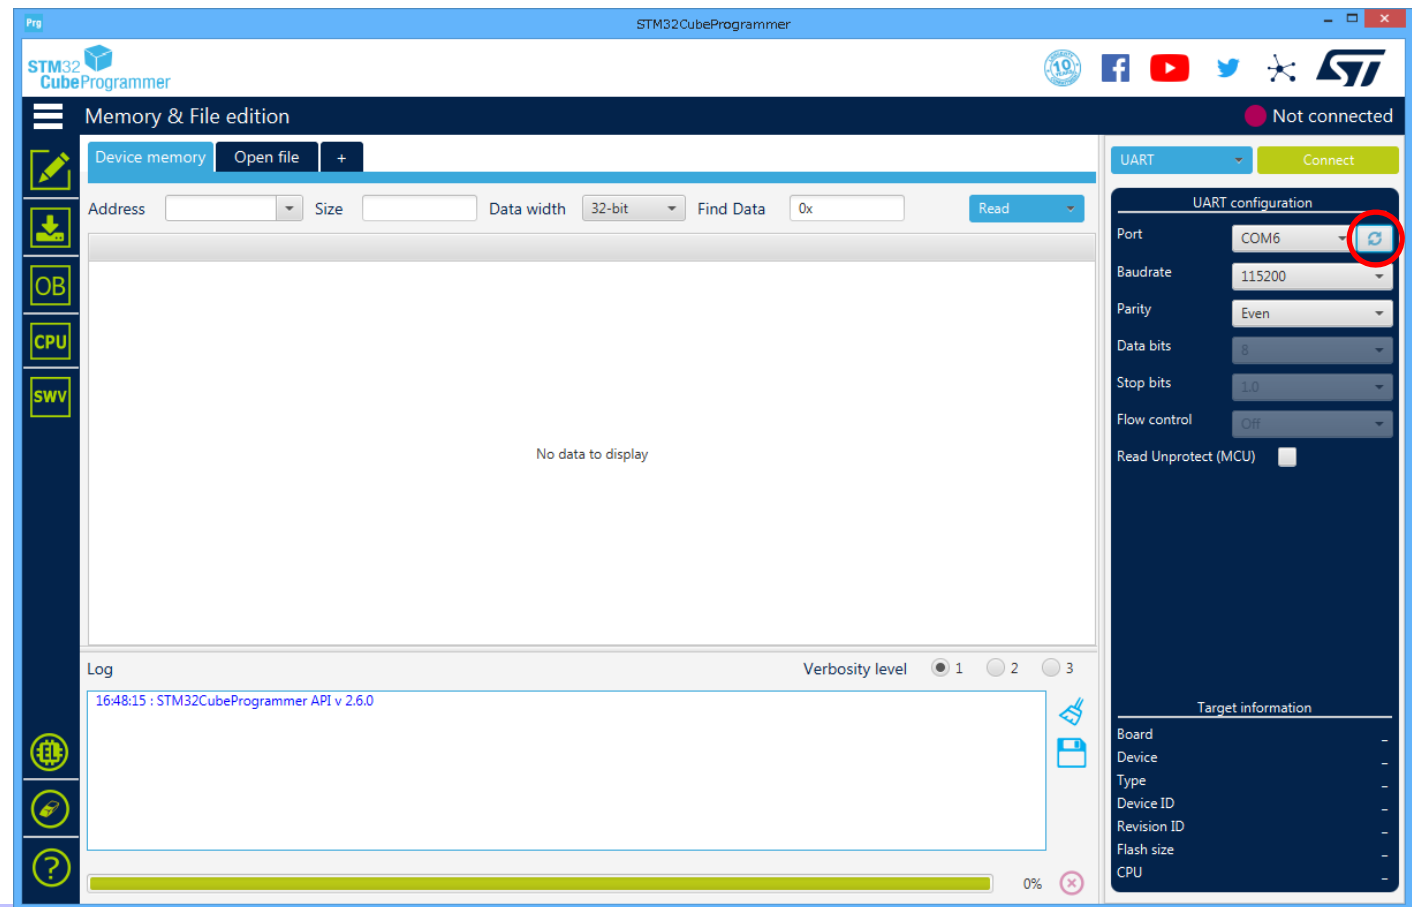 Prg
STM32CubeProgrammer
STM32
CubeProgrammer
10
Memory & File edition
Not connected
Device memory
Open file
+
UART
Connect
Address
Size
Data width
32-bit
Find Data
0x
Read
UART configuration
Port
COM6
Baudrate
115200
Parity
Even
Data bits
8
Stop bits
1.0
Flow control
Off
Read Unprotect (MCU)
OB
CPU
SWV
No data to display
Log
Verbosity level
1
2
3
16:48:15 : STM32CubeProgrammer API v 2.6.0
Target information
Board
-
Device
-
Type
-
Device ID
-
Revision ID
-
Flash size
-
CPU
-
EL
?
0%